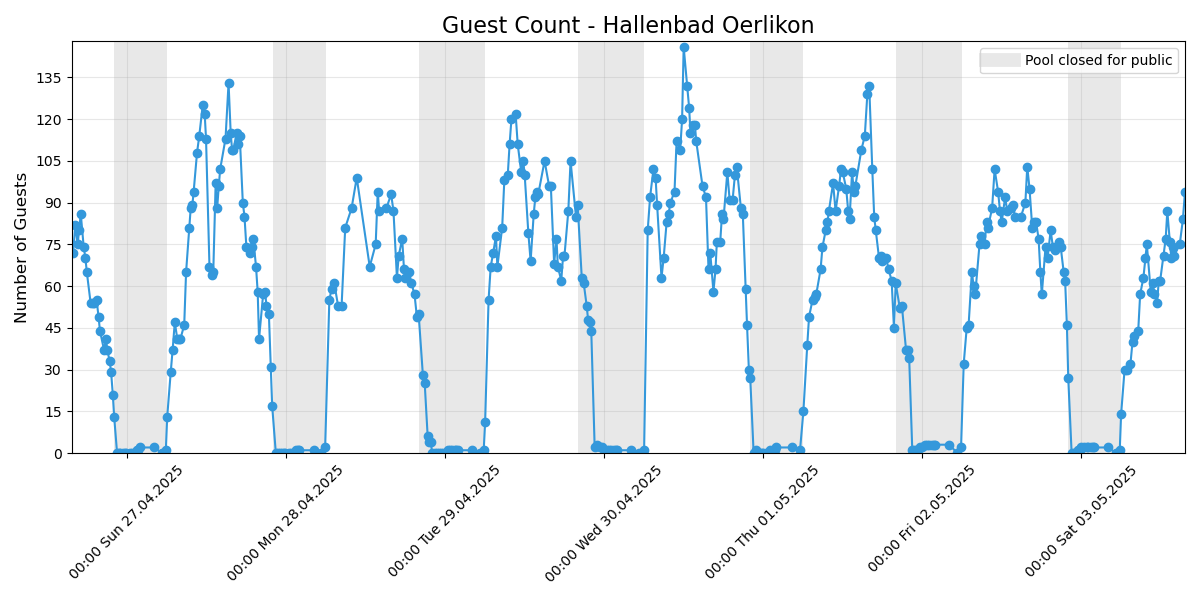 Guest Count - Hallenbad Oerlikon
Pool closed for public
Number of Guests
135
120
105
90
75
60
45
30
15
0
00:00 Sun 27.04.2025
00:00 Mon 28.04.2025
00:00 Tue 29.04.2025
00:00 Wed 30.04.2025
00:00 Thu 01.05.2025
00:00 Fri 02.05.2025
00:00 Sat 03.05.2025